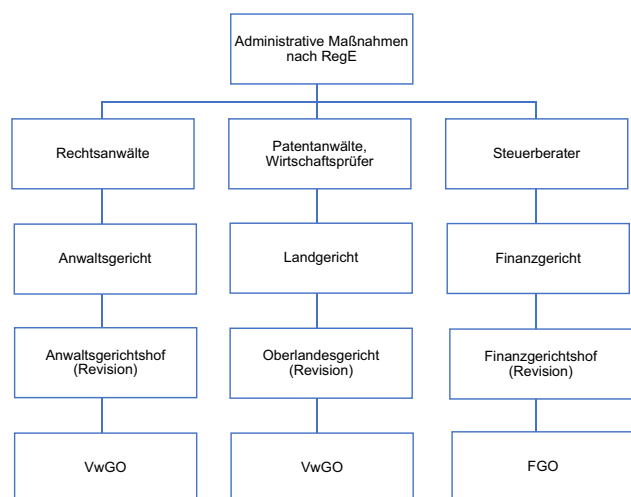 Administrative Maßnahmen
nach RegE
Rechtsanwälte
Patentanwälte,
Wirtschaftsprüfer
Steuerberater
Anwaltsgericht
Landgericht
Finanzgericht
Anwaltsgerichtshof
(Revision)
Oberlandesgericht
(Revision)
Finanzgerichtshof
(Revision)
VwGO
VwGO
FGO